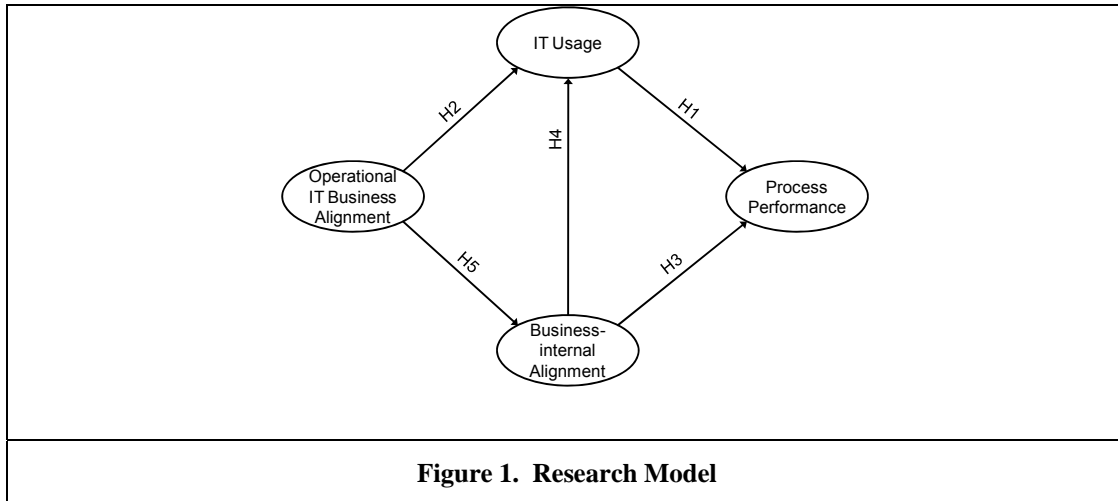 IT Usage
H2
H4
H1
Operational
IT Business
Alignment
Process
Performance
H5
H3
Business-
internal
Alignment
Figure 1. Research Model